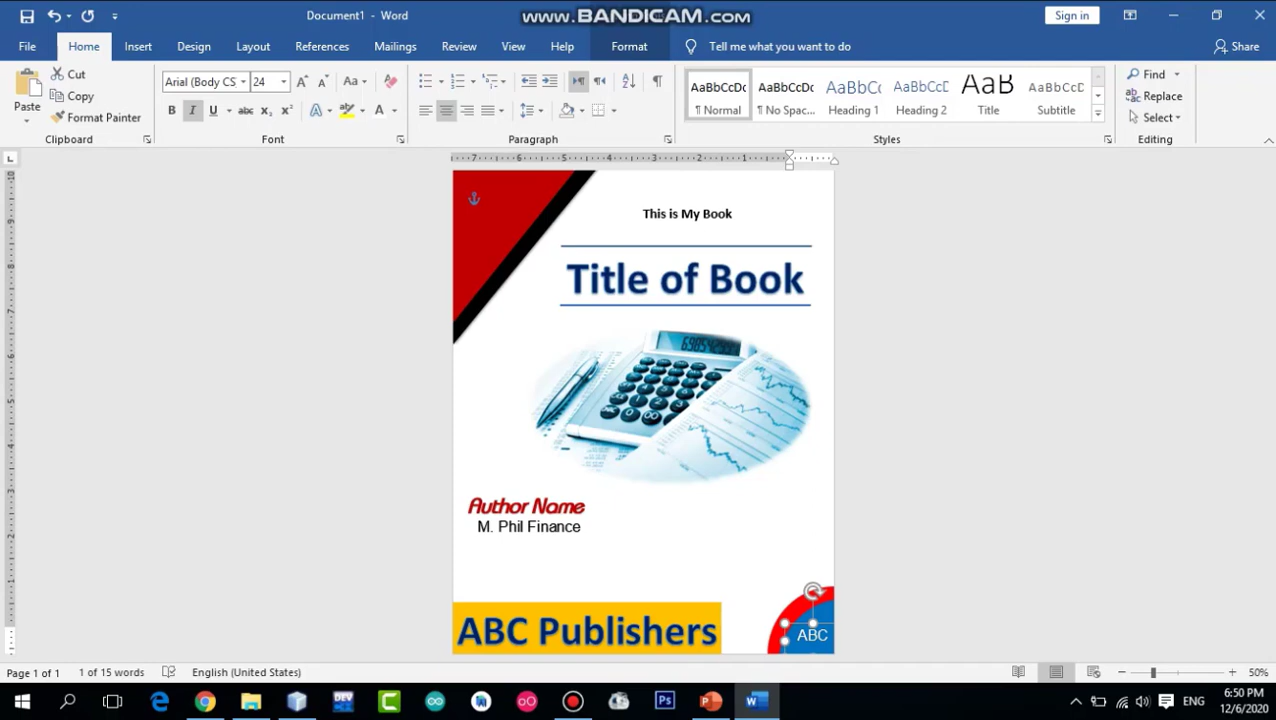 Document1 - Word
www.BANDICAM.com
Sign in
File
Home
Insert
Design
Layout
References
Mailings
Review
View
Help
Format
Tell me what you want to do
Share
Paste
Cut
Copy
Format Painter
Clipboard
Arial (Body CS
24
Font
Paragraph
AaBbCcDc
¶ Normal
AaBbCcDc
¶ No Spac...
AaBbCc
Heading 1
AaBbCcD
Heading 2
AaB
Title
AaBbCcD
Subtitle
Styles
Find
Replace
Select
Editing
This is My Book
Title of Book
Author Name
M. Phil Finance
ABC Publishers
ABC
Page 1 of 1
1 of 15 words
English (United States)
50%
ENG
6:50 PM
12/6/2020